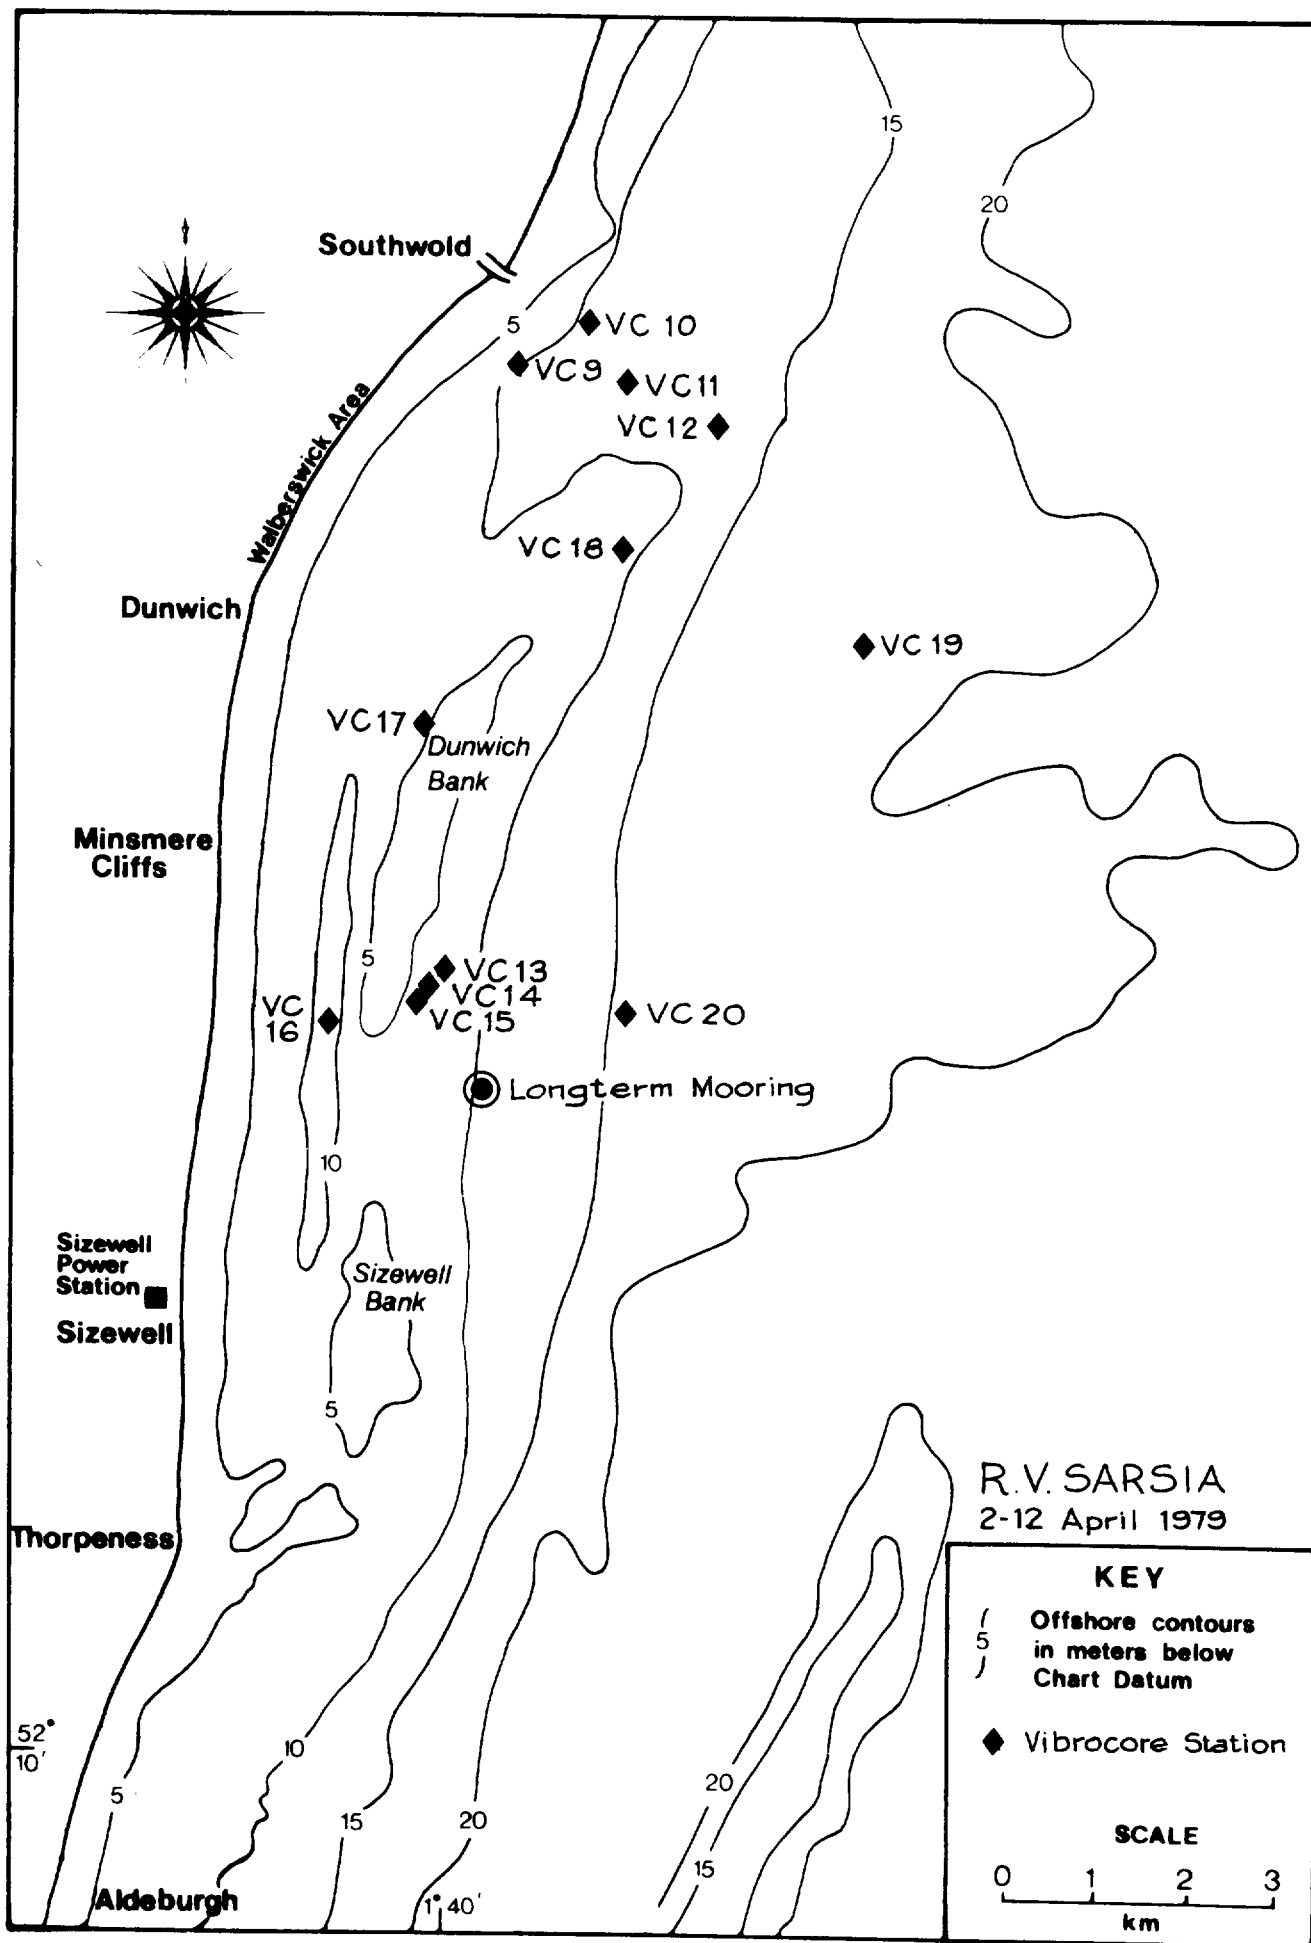 15
20
Southwold
5
VC 10
VC 9
VC 11
VC 12
Walberswick Area
VC 18
Dunwich
VC 19
VC 17
Dunwich
Bank
Minsmere
Cliffs
5
VC 13
VC 14
VC 15
VC
16
VC 20
Longterm Mooring
10
Sizewell
Power
Station
Sizewell
Bank
Sizewell
5
R.V. SARSIA
2-12 April 1979
Thorpeness
KEY
5
Offshore contours
in meters below
Chart Datum
Vibrocore Station
52°
10'
10
5
15
20
20
15
SCALE
0 1 2 3
km
Aldeburgh
1° 40'